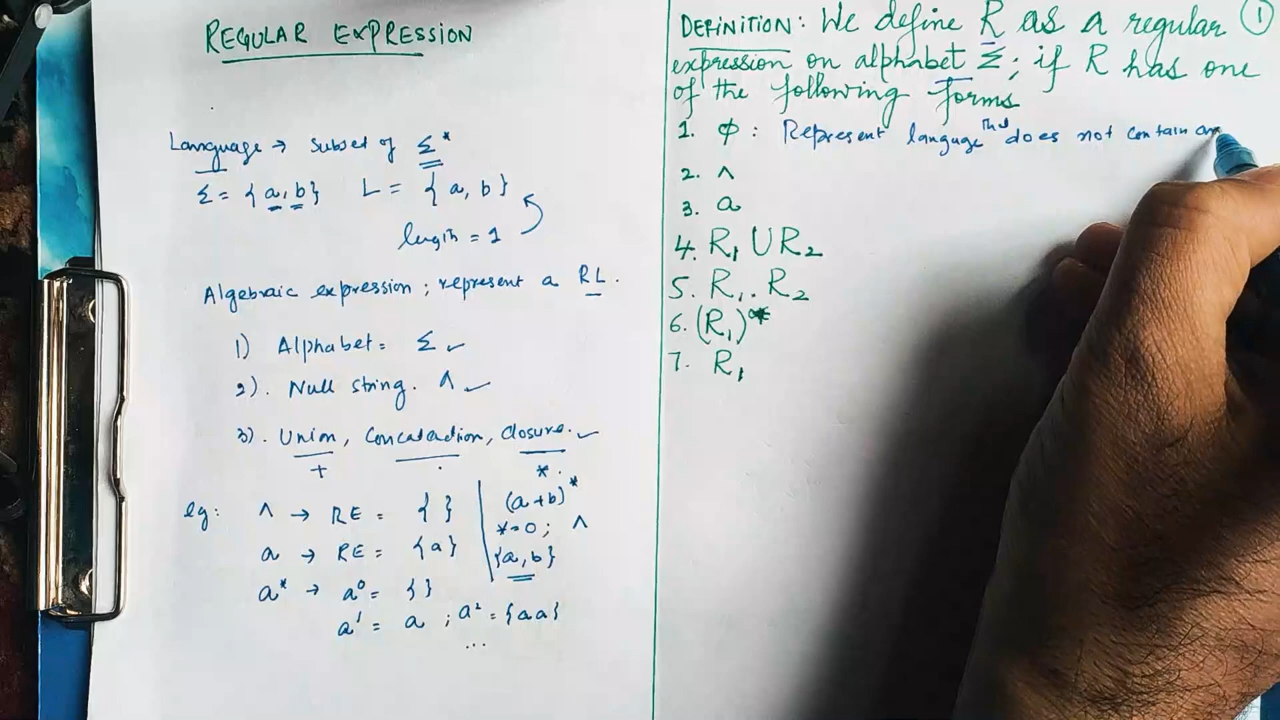 REGULAR EXPRESSION
Language → Subset of Σ*
Σ = {a, b} L = {a, b}
length = 1
Algebraic expression ; represent a RL.
1) Alphabet = Σ ✓
2). Null string. ∧ ✓
3). Union, Concatenation, closure. ✓
+ . *.
eg: ∧ → RE = { }
a → RE = {a}
a* → a⁰ = { }
a¹ = a ; a² = {aa}
...
(a+b)*
*=0; ∧
{a, b}
DEFINITION: We define R as a regular ①
expression on alphabet Σ; if R has one
of the following forms
1. φ : Represent language that does not contain an
2. ∧
3. a
4. R₁ ∪ R₂
5. R₁. R₂
6. (R₁)*
7. R₁